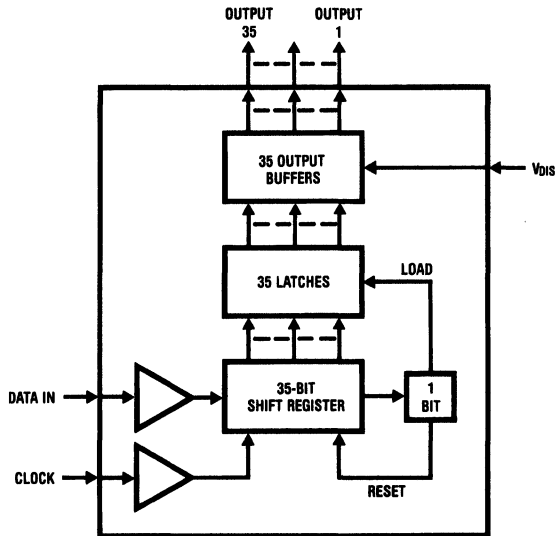 OUTPUT 35
OUTPUT 1
35 OUTPUT
BUFFERS
VDIS
35 LATCHES
LOAD
35-BIT
SHIFT REGISTER
1
BIT
DATA IN
CLOCK
RESET